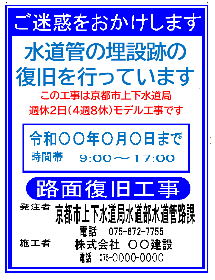 ご迷惑をおかけします
水道管の埋設跡の
復旧を行っています
この工事は京都市上下水道局
週休2日(4週8休)モデル工事です
令和〇〇年〇月〇日まで
時間帯 9:00～17:00
路面復旧工事
発注者 京都市上下水道局水道部水道管路課
電話 075-672-7755
施工者 株式会社 〇〇建設
電話 075-0000-0000